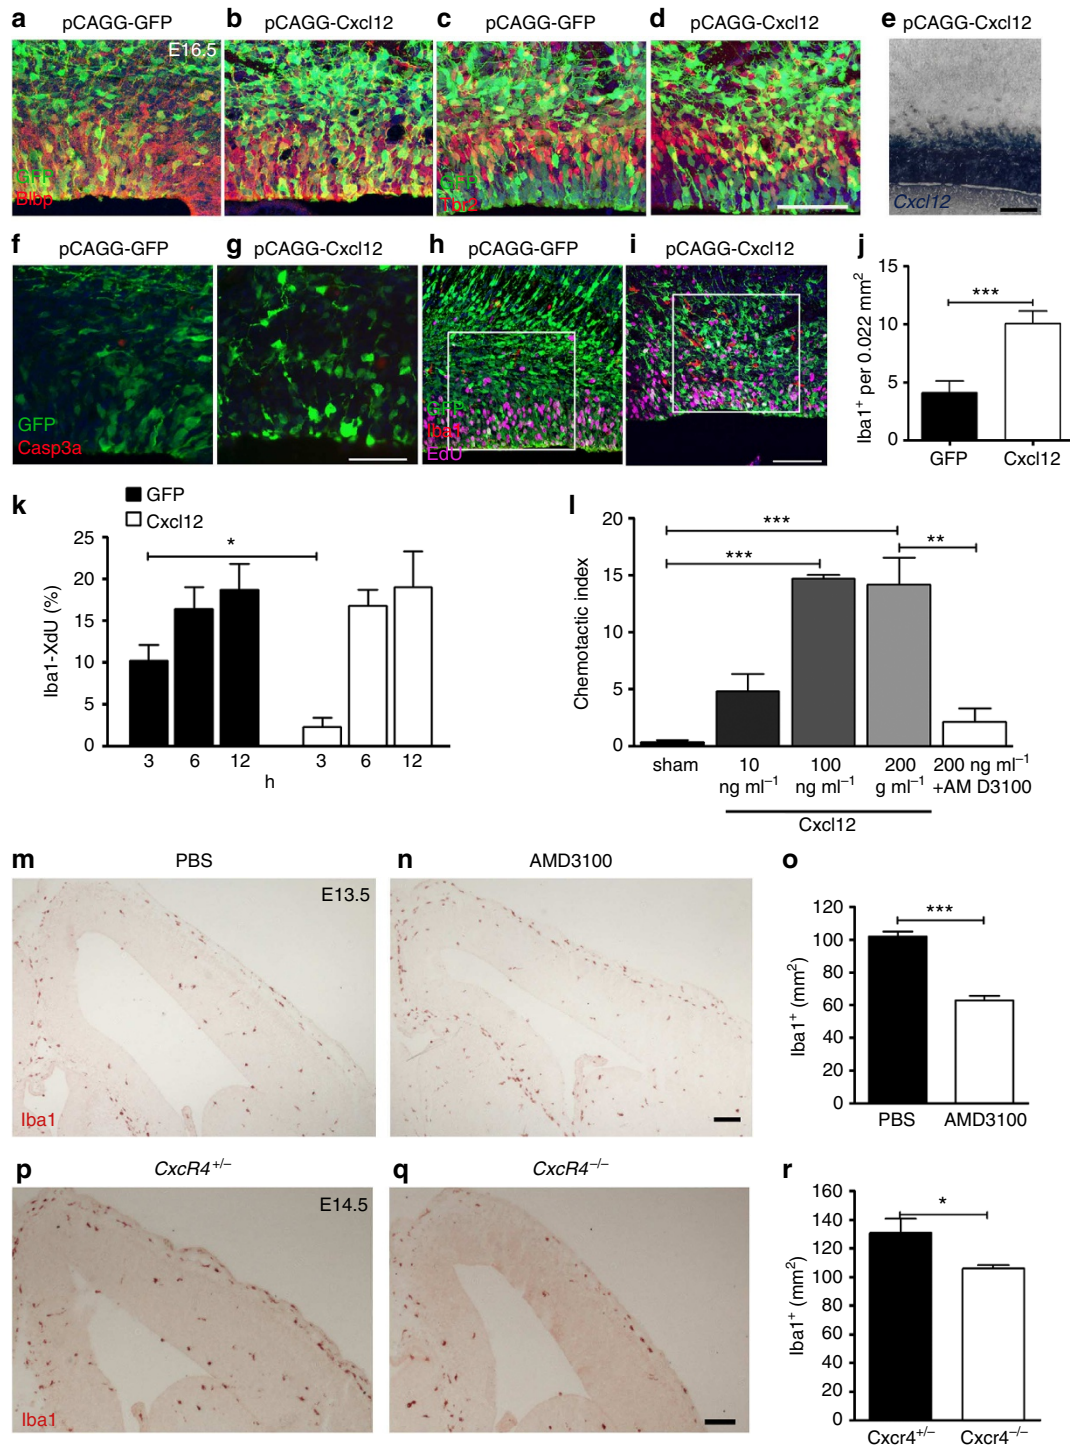 a pCAGG-GFP
b pCAGG-Cxcl12
c pCAGG-GFP
d pCAGG-Cxcl12
e pCAGG-Cxcl12
E16.5
GFP
Blbp
GFP
Tbr2
Cxcl12
f pCAGG-GFP
g pCAGG-Cxcl12
h pCAGG-GFP
i pCAGG-Cxcl12
j
GFP
Casp3a
GFP
Iba1
EdU
Iba1⁺ per 0.022 mm²
15
10
5
0
***
GFP Cxcl12
k
GFP
Cxcl12
Iba1-XdU (%)
25
20
15
10
5
0
*
3 6 12 3 6 12
h
l
Chemotactic index
20
15
10
5
0
***
***
**
sham 10 100 200 200 ng ml⁻¹
ng ml⁻¹ ng ml⁻¹ g ml⁻¹ +AM D3100
Cxcl12
m PBS
E13.5
Iba1
n AMD3100
o
Iba1⁺ (mm²)
120
100
80
60
40
20
0
***
PBS AMD3100
p CxcR4⁺/⁻
E14.5
Iba1
q CxcR4⁻/⁻
r
Iba1⁺ (mm²)
160
140
120
100
80
60
40
20
0
*
Cxcr4⁺/⁻ Cxcr4⁻/⁻